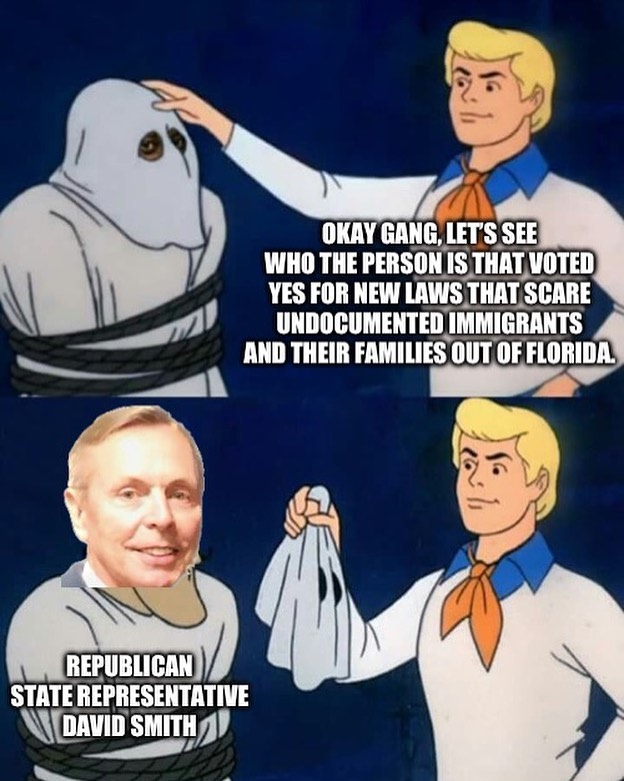 OKAY GANG, LET'S SEE
WHO THE PERSON IS THAT VOTED
YES FOR NEW LAWS THAT SCARE
UNDOCUMENTED IMMIGRANTS
AND THEIR FAMILIES OUT OF FLORIDA.
REPUBLICAN
STATE REPRESENTATIVE
DAVID SMITH